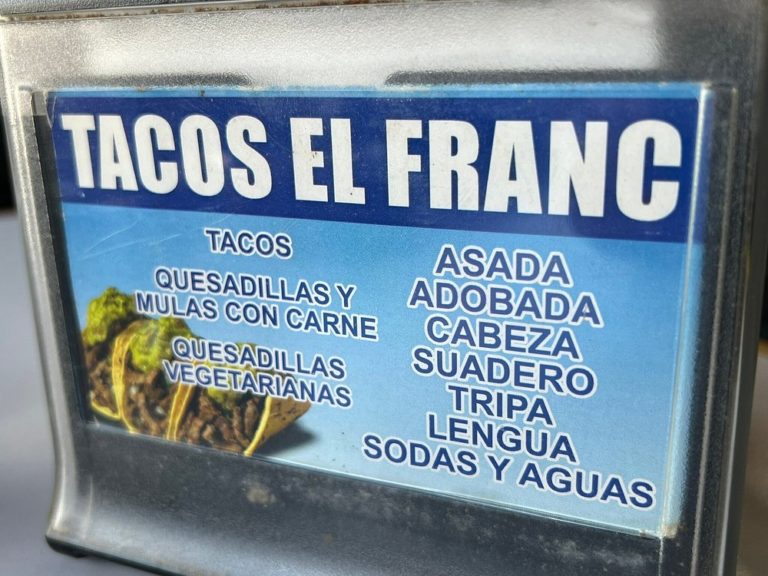 TACOS EL FRANC
TACOS
QUESADILLAS Y
MULAS CON CARNE
QUESADILLAS
VEGETARIANAS
ASADA
ADOBADA
CABEZA
SUADERO
TRIPA
LENGUA
SODAS Y AGUAS